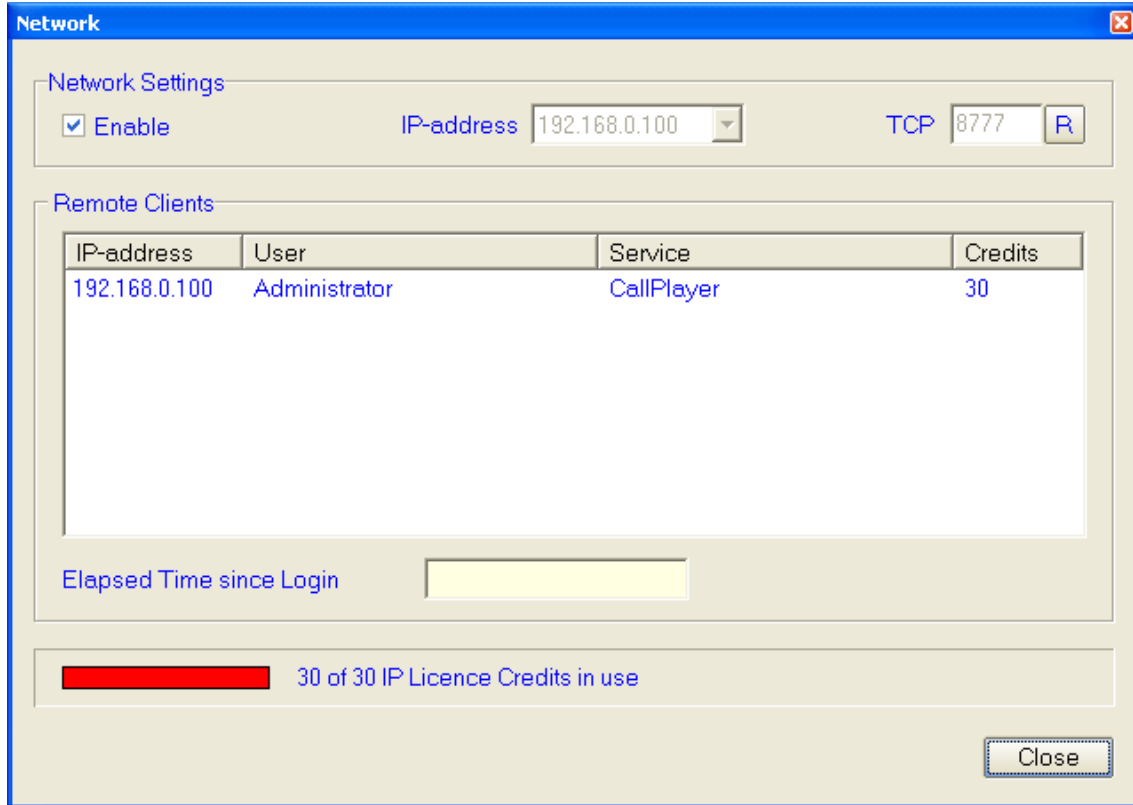 Network
Network Settings
Enable IP-address 192.168.0.100 TCP 8777 R
Remote Clients
IP-address User Service Credits
192.168.0.100 Administrator CallPlayer 30
Elapsed Time since Login
30 of 30 IP Licence Credits in use
Close